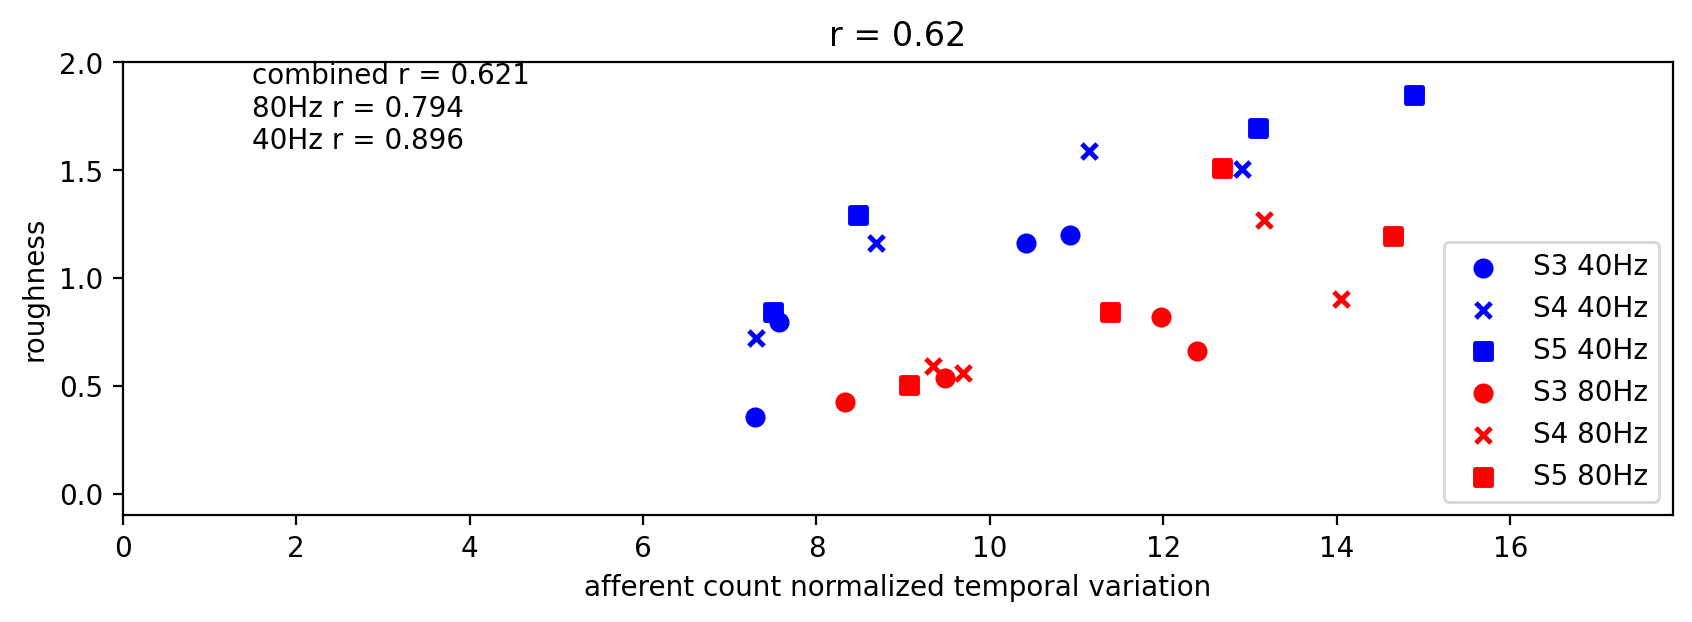 r = 0.62
combined r = 0.621
80Hz r = 0.794
40Hz r = 0.896
2.0
1.5
1.0
0.5
0.0
roughness
S3 40Hz
S4 40Hz
S5 40Hz
S3 80Hz
S4 80Hz
S5 80Hz
0 2 4 6 8 10 12 14 16
afferent count normalized temporal variation